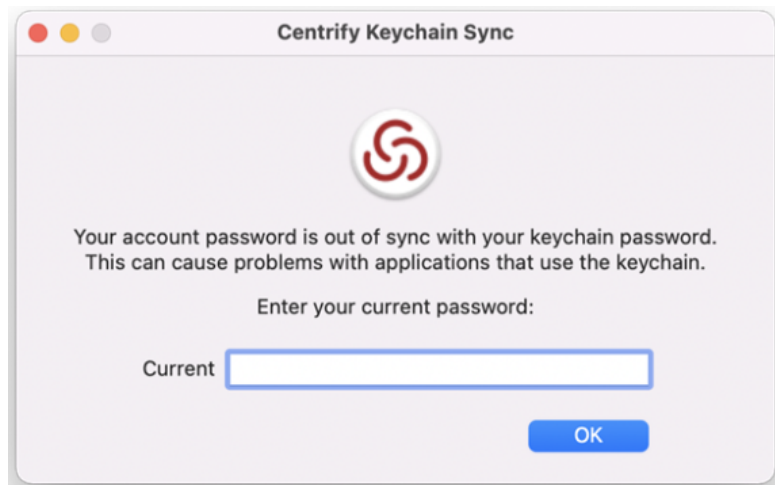 Centrify Keychain Sync
Your account password is out of sync with your keychain password.
This can cause problems with applications that use the keychain.
Enter your current password:
Current
OK